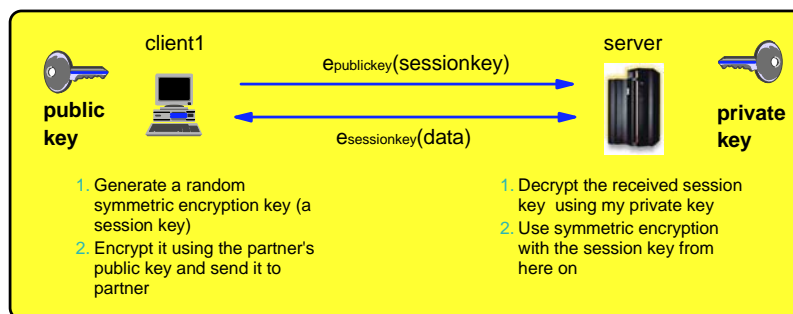 client1
server
public
key
epublickey(sessionkey)
esessionkey(data)
private
key
1. Generate a random
symmetric encryption key (a
session key)
2. Encrypt it using the partner's
public key and send it to
partner
1. Decrypt the received session
key using my private key
2. Use symmetric encryption
with the session key from
here on